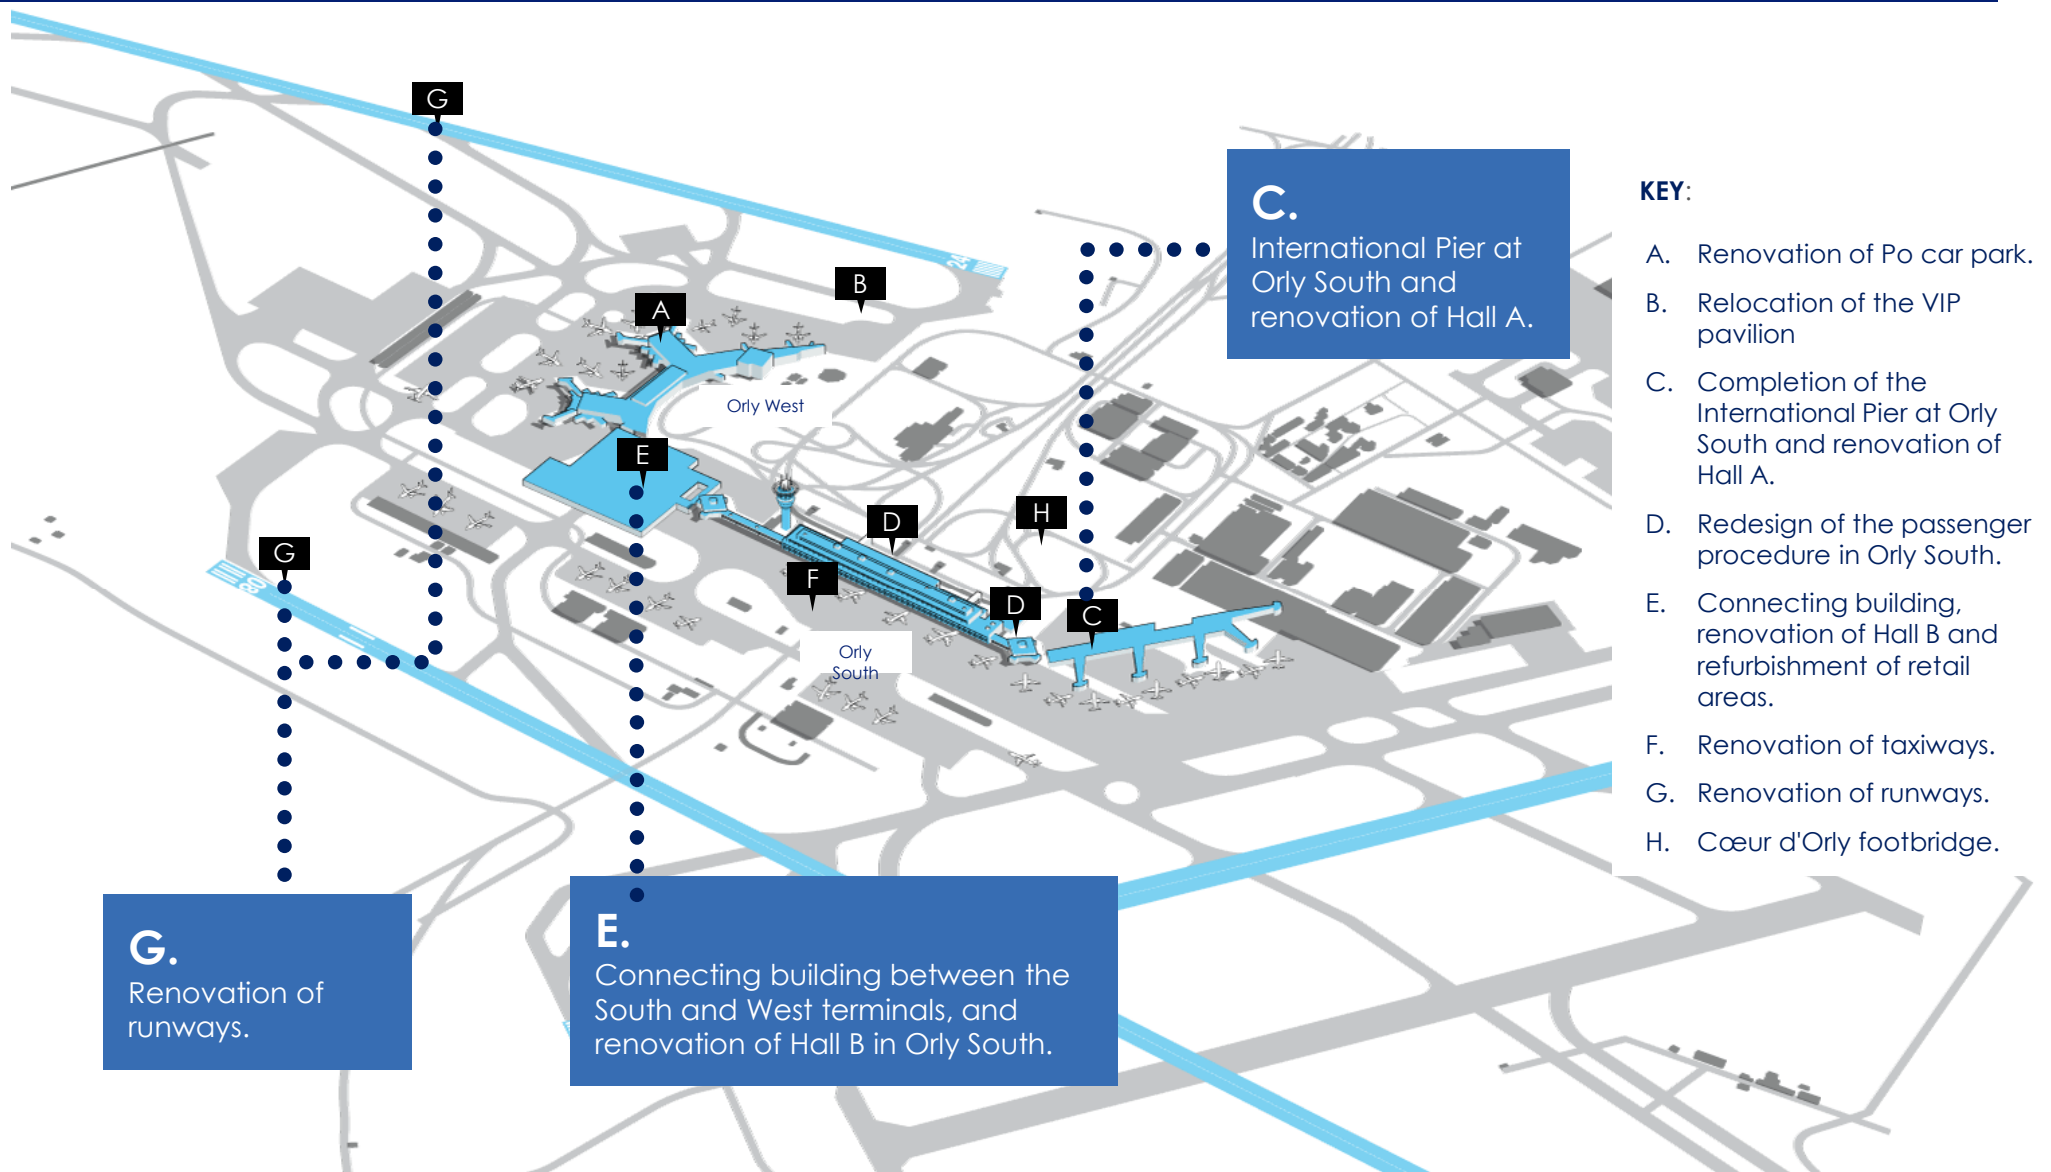 G
C.
International Pier at
Orly South and
renovation of Hall A.
KEY:
A. Renovation of Po car park.
B. Relocation of the VIP
pavilion
C. Completion of the
International Pier at Orly
South and renovation of
Hall A.
D. Redesign of the passenger
procedure in Orly South.
E. Connecting building,
renovation of Hall B and
refurbishment of retail
areas.
F. Renovation of taxiways.
G. Renovation of runways.
H. Cœur d'Orly footbridge.
24
B
A
Orly West
E
D
H
G
08
F
D
C
Orly
South
G.
Renovation of
runways.
E.
Connecting building between the
South and West terminals, and
renovation of Hall B in Orly South.